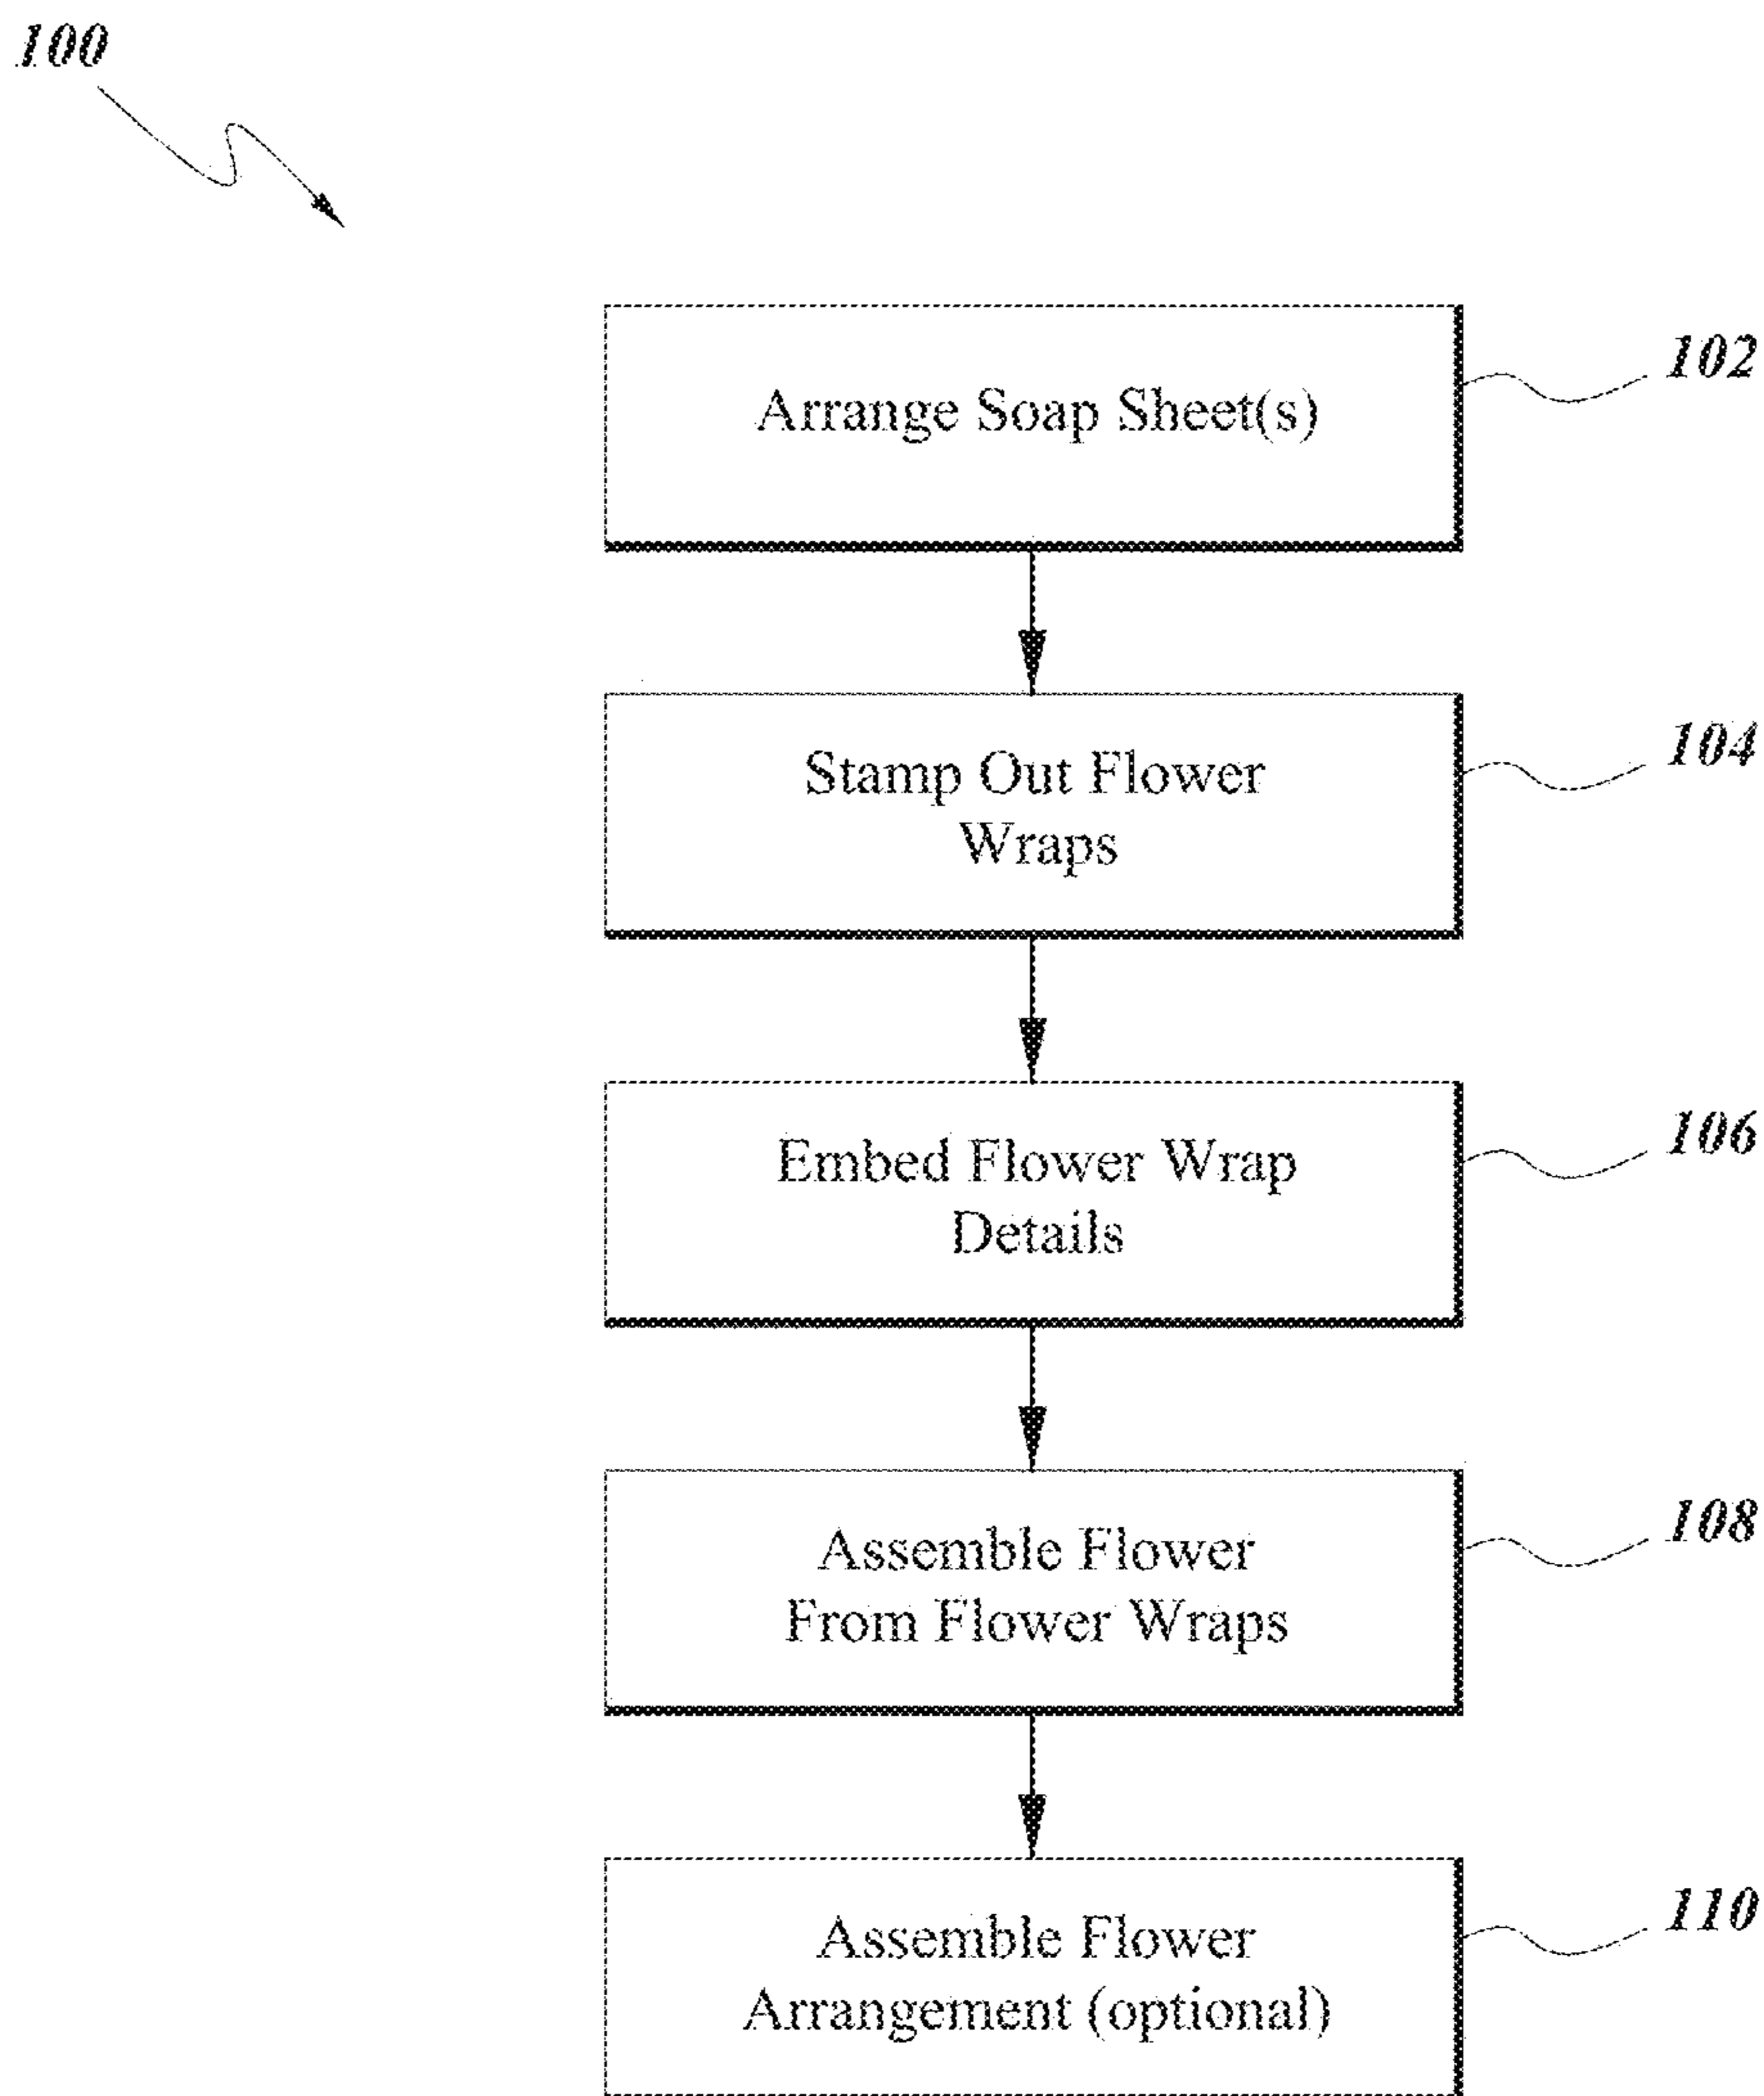 100
Arrange Soap Sheet(s)
102
Stamp Out Flower
Wraps
104
Embed Flower Wrap
Details
106
Assemble Flower
From Flower Wraps
108
Assemble Flower
Arrangement (optional)
110